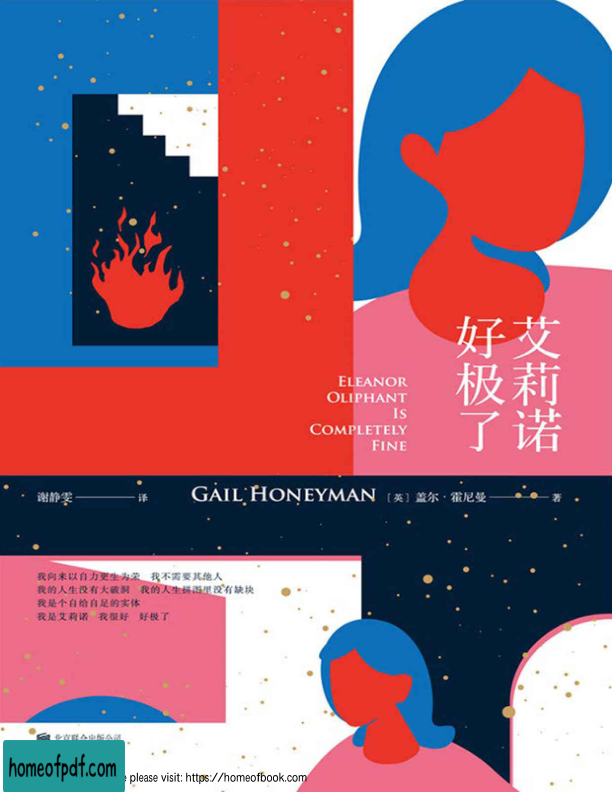 艾莉诺
好极了
ELEANOR
OLIPHANT
IS
COMPLETELY
FINE
谢静雯 译 GAIL HONEYMAN [英] 盖尔·霍尼曼 著
我向来以自力更生为荣 我不需要其他人
我的人生没有大破洞 我的人生拼图里没有缺块
我是个自给自足的实体
我是艾莉诺 我很好 好极了
北京联合出版公司
homeofpdf.com
e please visit: https://homeofbook.com